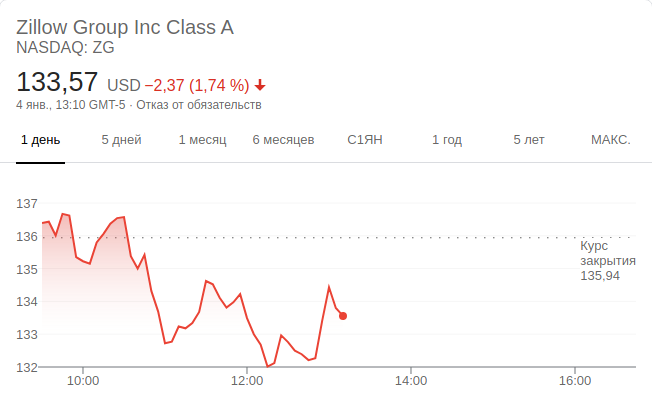 Zillow Group Inc Class A
NASDAQ: ZG
133,57 USD −2,37 (1,74 %)
4 янв., 13:10 GMT-5 · Отказ от обязательств
1 день 5 дней 1 месяц 6 месяцев С1ЯН 1 год 5 лет МАКС.
137
136
135
134
133
132
Курс
закрытия
135,94
10:00 12:00 14:00 16:00